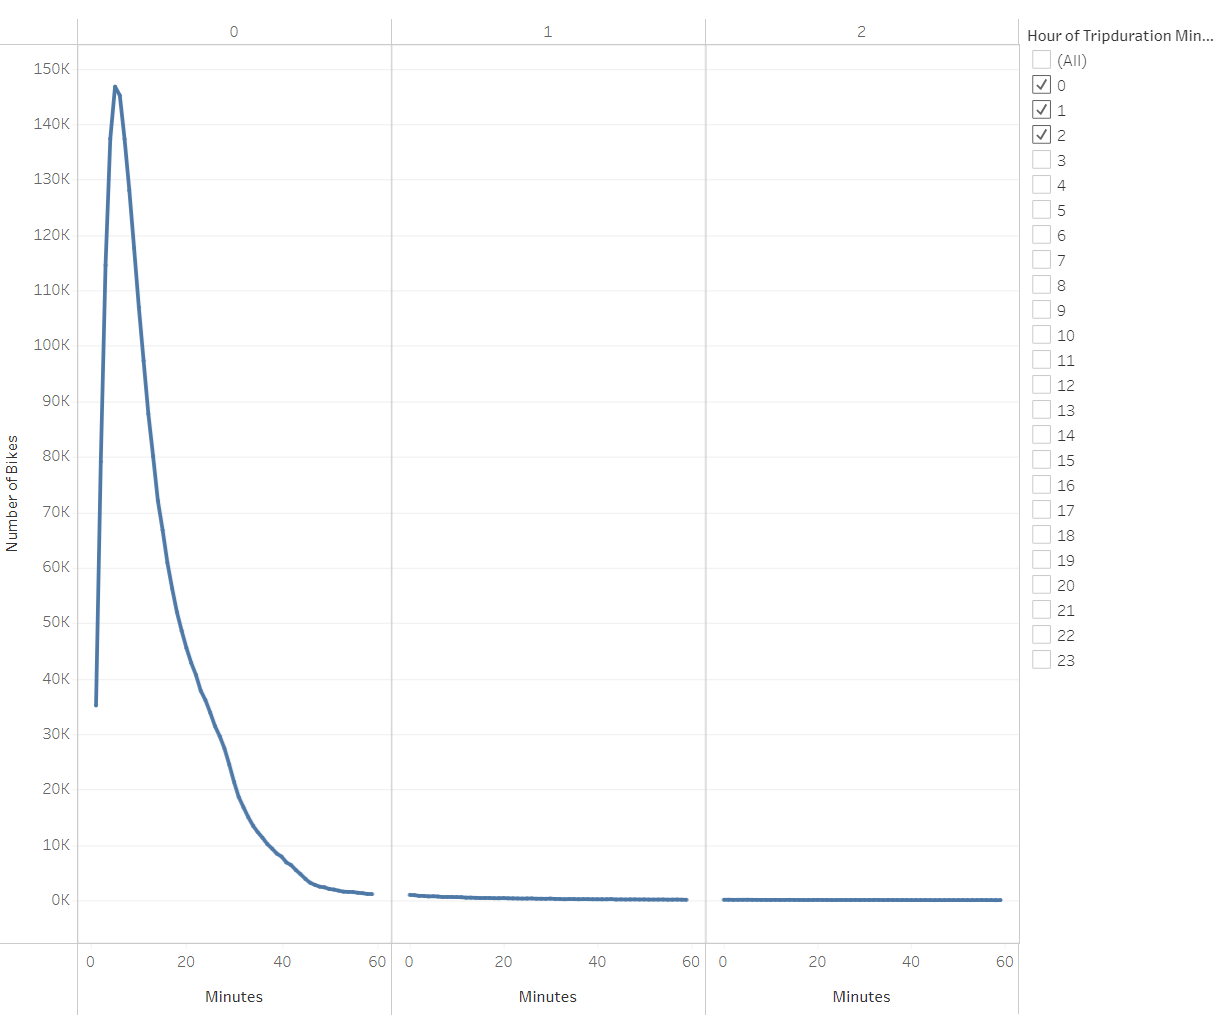 0 1 2
150K
140K
130K
120K
110K
100K
90K
80K
70K
60K
50K
40K
30K
20K
10K
0K
Number of Bikes
0 20 40 60 0 20 40 60 0 20 40 60
Minutes Minutes Minutes
Hour of Tripduration Min...
(All)
0
1
2
3
4
5
6
7
8
9
10
11
12
13
14
15
16
17
18
19
20
21
22
23